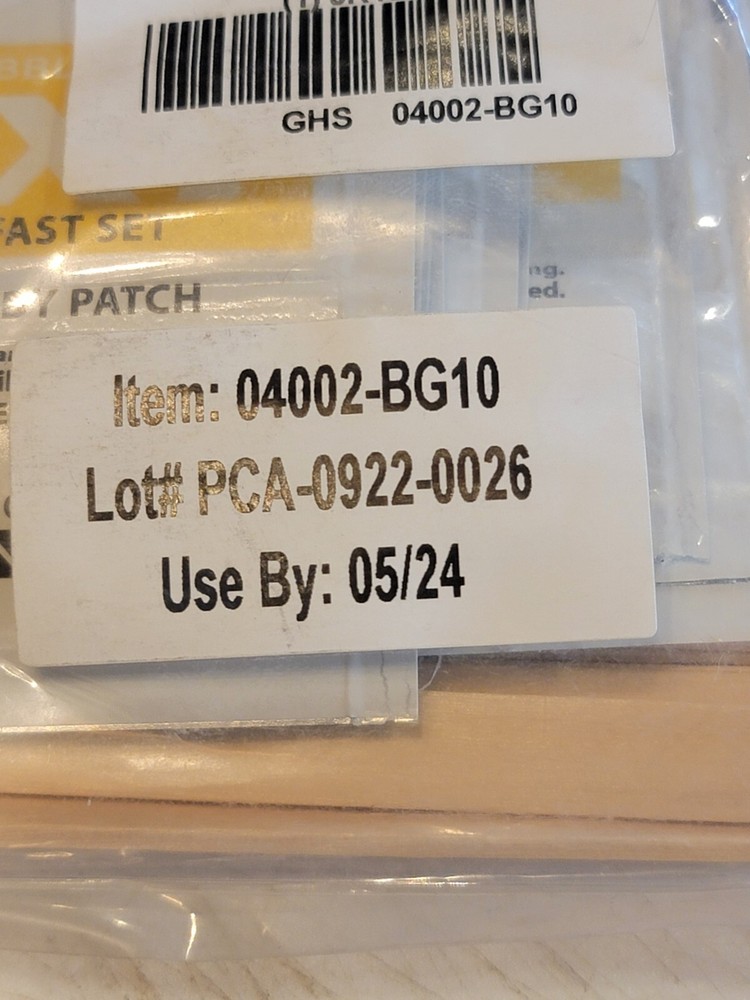 GHS 04002-BG10
FAST SET
BY PATCH
ng.
ed.
Item: 04002-BG10
Lot# PCA-0922-0026
Use By: 05/24